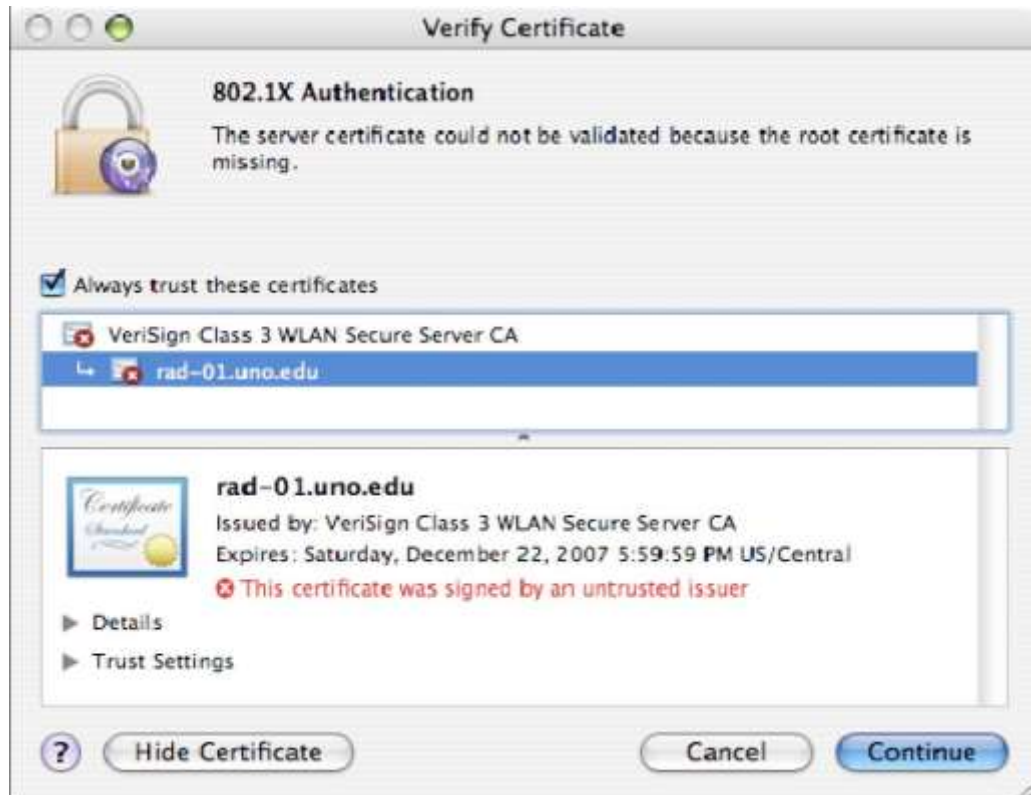 Verify Certificate
802.1X Authentication
The server certificate could not be validated because the root certificate is
missing.
Always trust these certificates
VeriSign Class 3 WLAN Secure Server CA
rad-01.uno.edu
Certificate
Standard
rad-01.uno.edu
Issued by: VeriSign Class 3 WLAN Secure Server CA
Expires: Saturday, December 22, 2007 5:59:59 PM US/Central
This certificate was signed by an untrusted issuer
Details
Trust Settings
?
Hide Certificate
Cancel
Continue